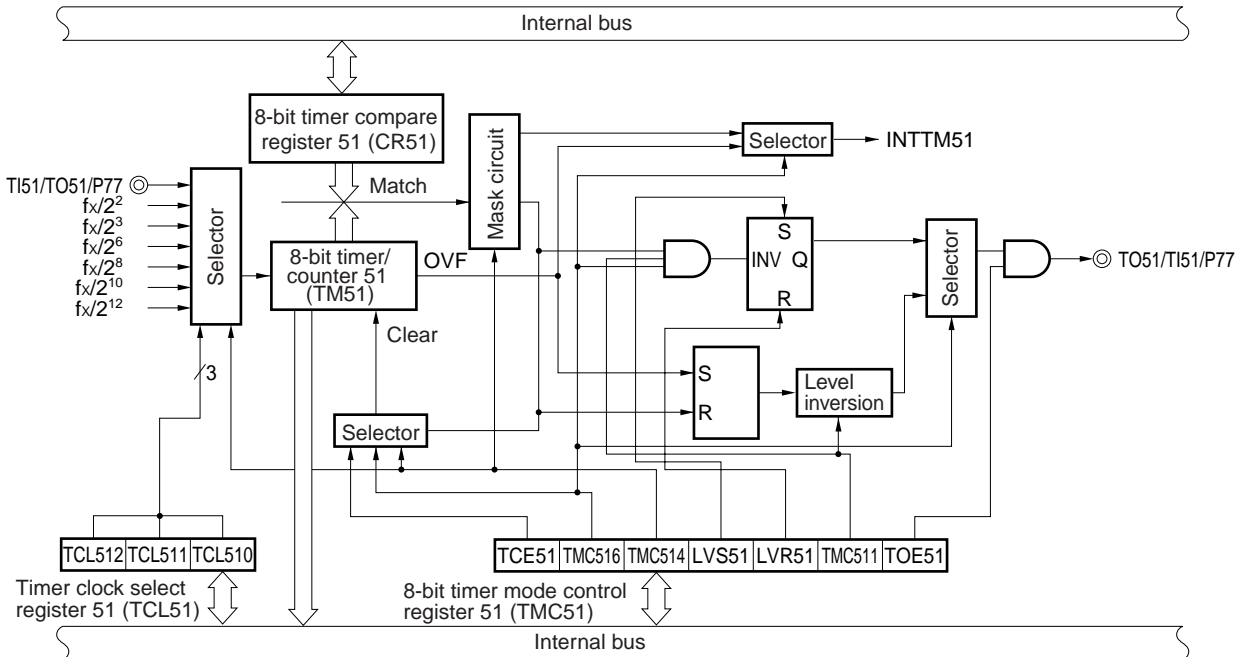 Internal bus
8-bit timer compare
register 51 (CR51)
Mask circuit
Selector
INTTM51
Match
TI51/TO51/P77
fX/2²
fX/2³
fX/2⁶
fX/2⁸
fX/2¹⁰
fX/2¹²
Selector
8-bit timer/
counter 51
(TM51)
OVF
Clear
S
INV Q
R
Selector
TO51/TI51/P77
3
S
R
Level
inversion
Selector
TCL512 TCL511 TCL510
TCE51 TMC516 TMC514 LVS51 LVR51 TMC511 TOE51
Timer clock select
register 51 (TCL51)
8-bit timer mode control
register 51 (TMC51)
Internal bus